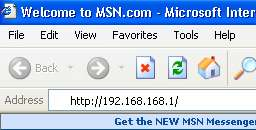 Welcome to MSN.com - Microsoft Inter
File Edit View Favorites Tools Help
Back
Address http://192.168.168.1/
Get the NEW MSN Messenger